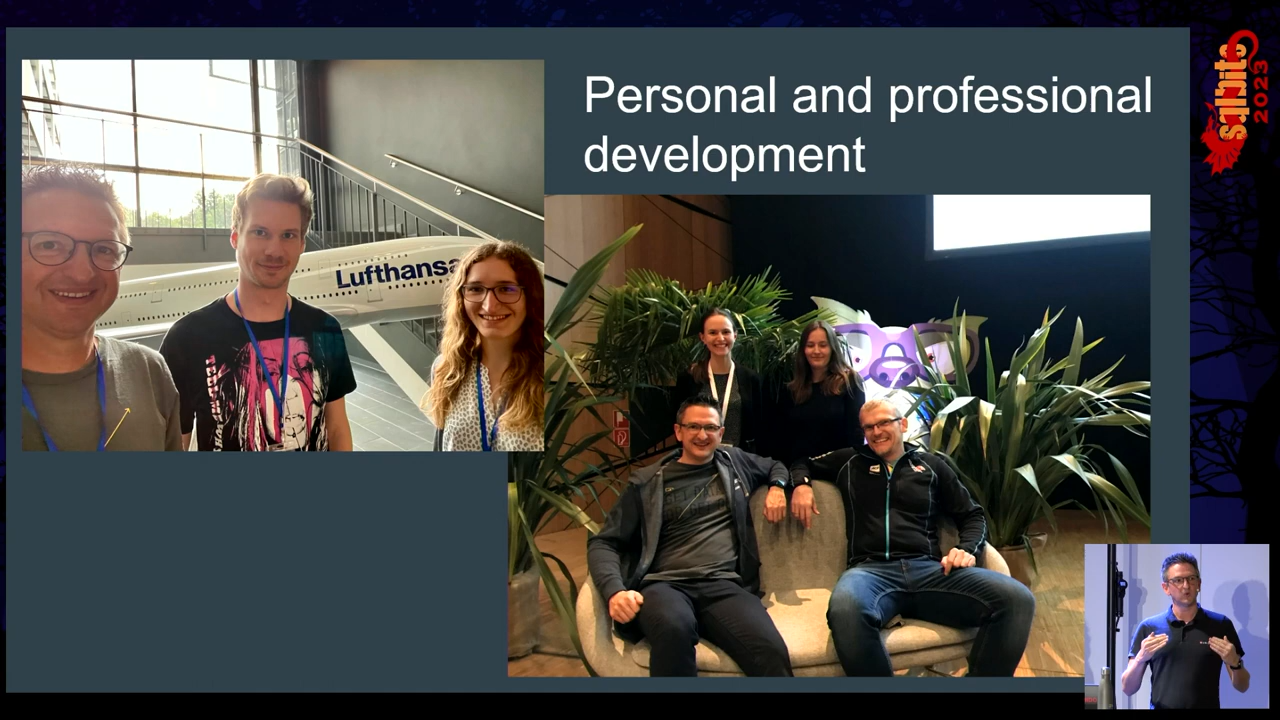 Personal and professional
development
Lufthansa
sqlbits
2023